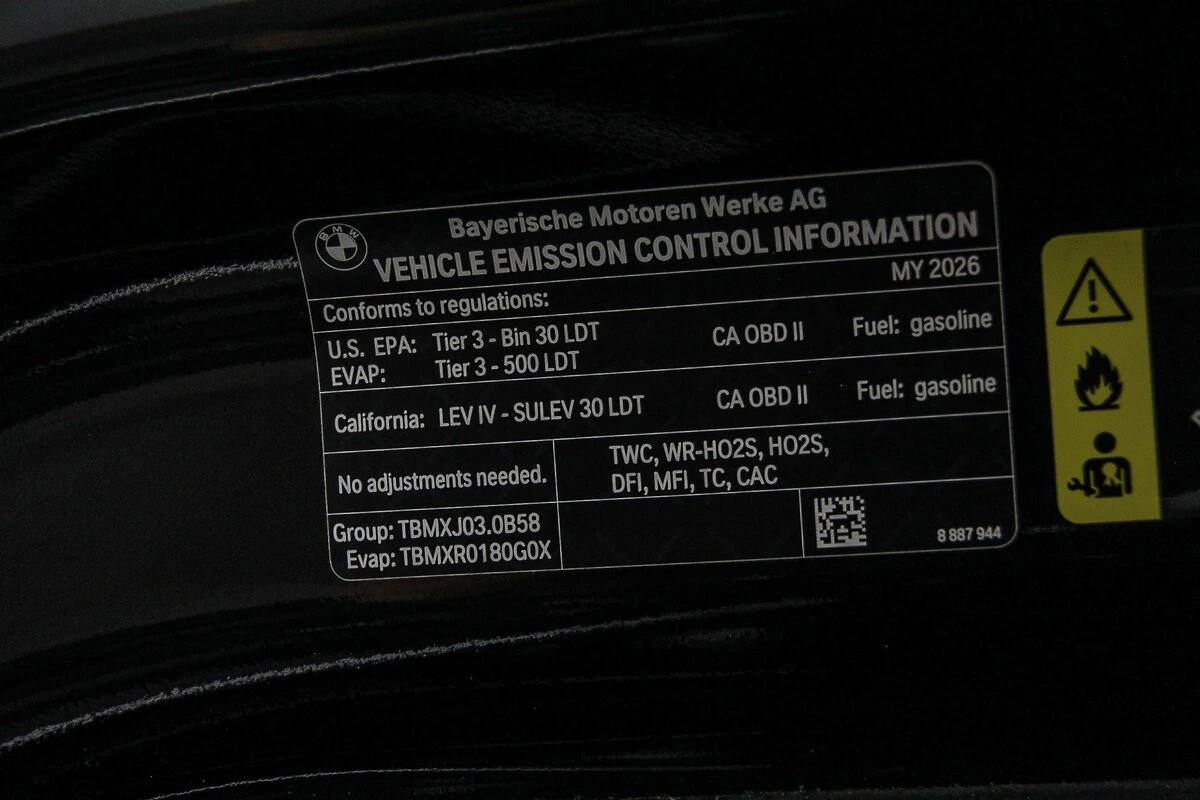 BMW
Bayerische Motoren Werke AG
VEHICLE EMISSION CONTROL INFORMATION
MY 2026
Conforms to regulations:
U.S. EPA: Tier 3 - Bin 30 LDT CA OBD II Fuel: gasoline
EVAP: Tier 3 - 500 LDT
California: LEV IV - SULEV 30 LDT CA OBD II Fuel: gasoline
No adjustments needed.
TWC, WR-HO2S, HO2S,
DFI, MFI, TC, CAC
Group: TBMXJ03.0B58
Evap: TBMXR0180G0X
8 887 944